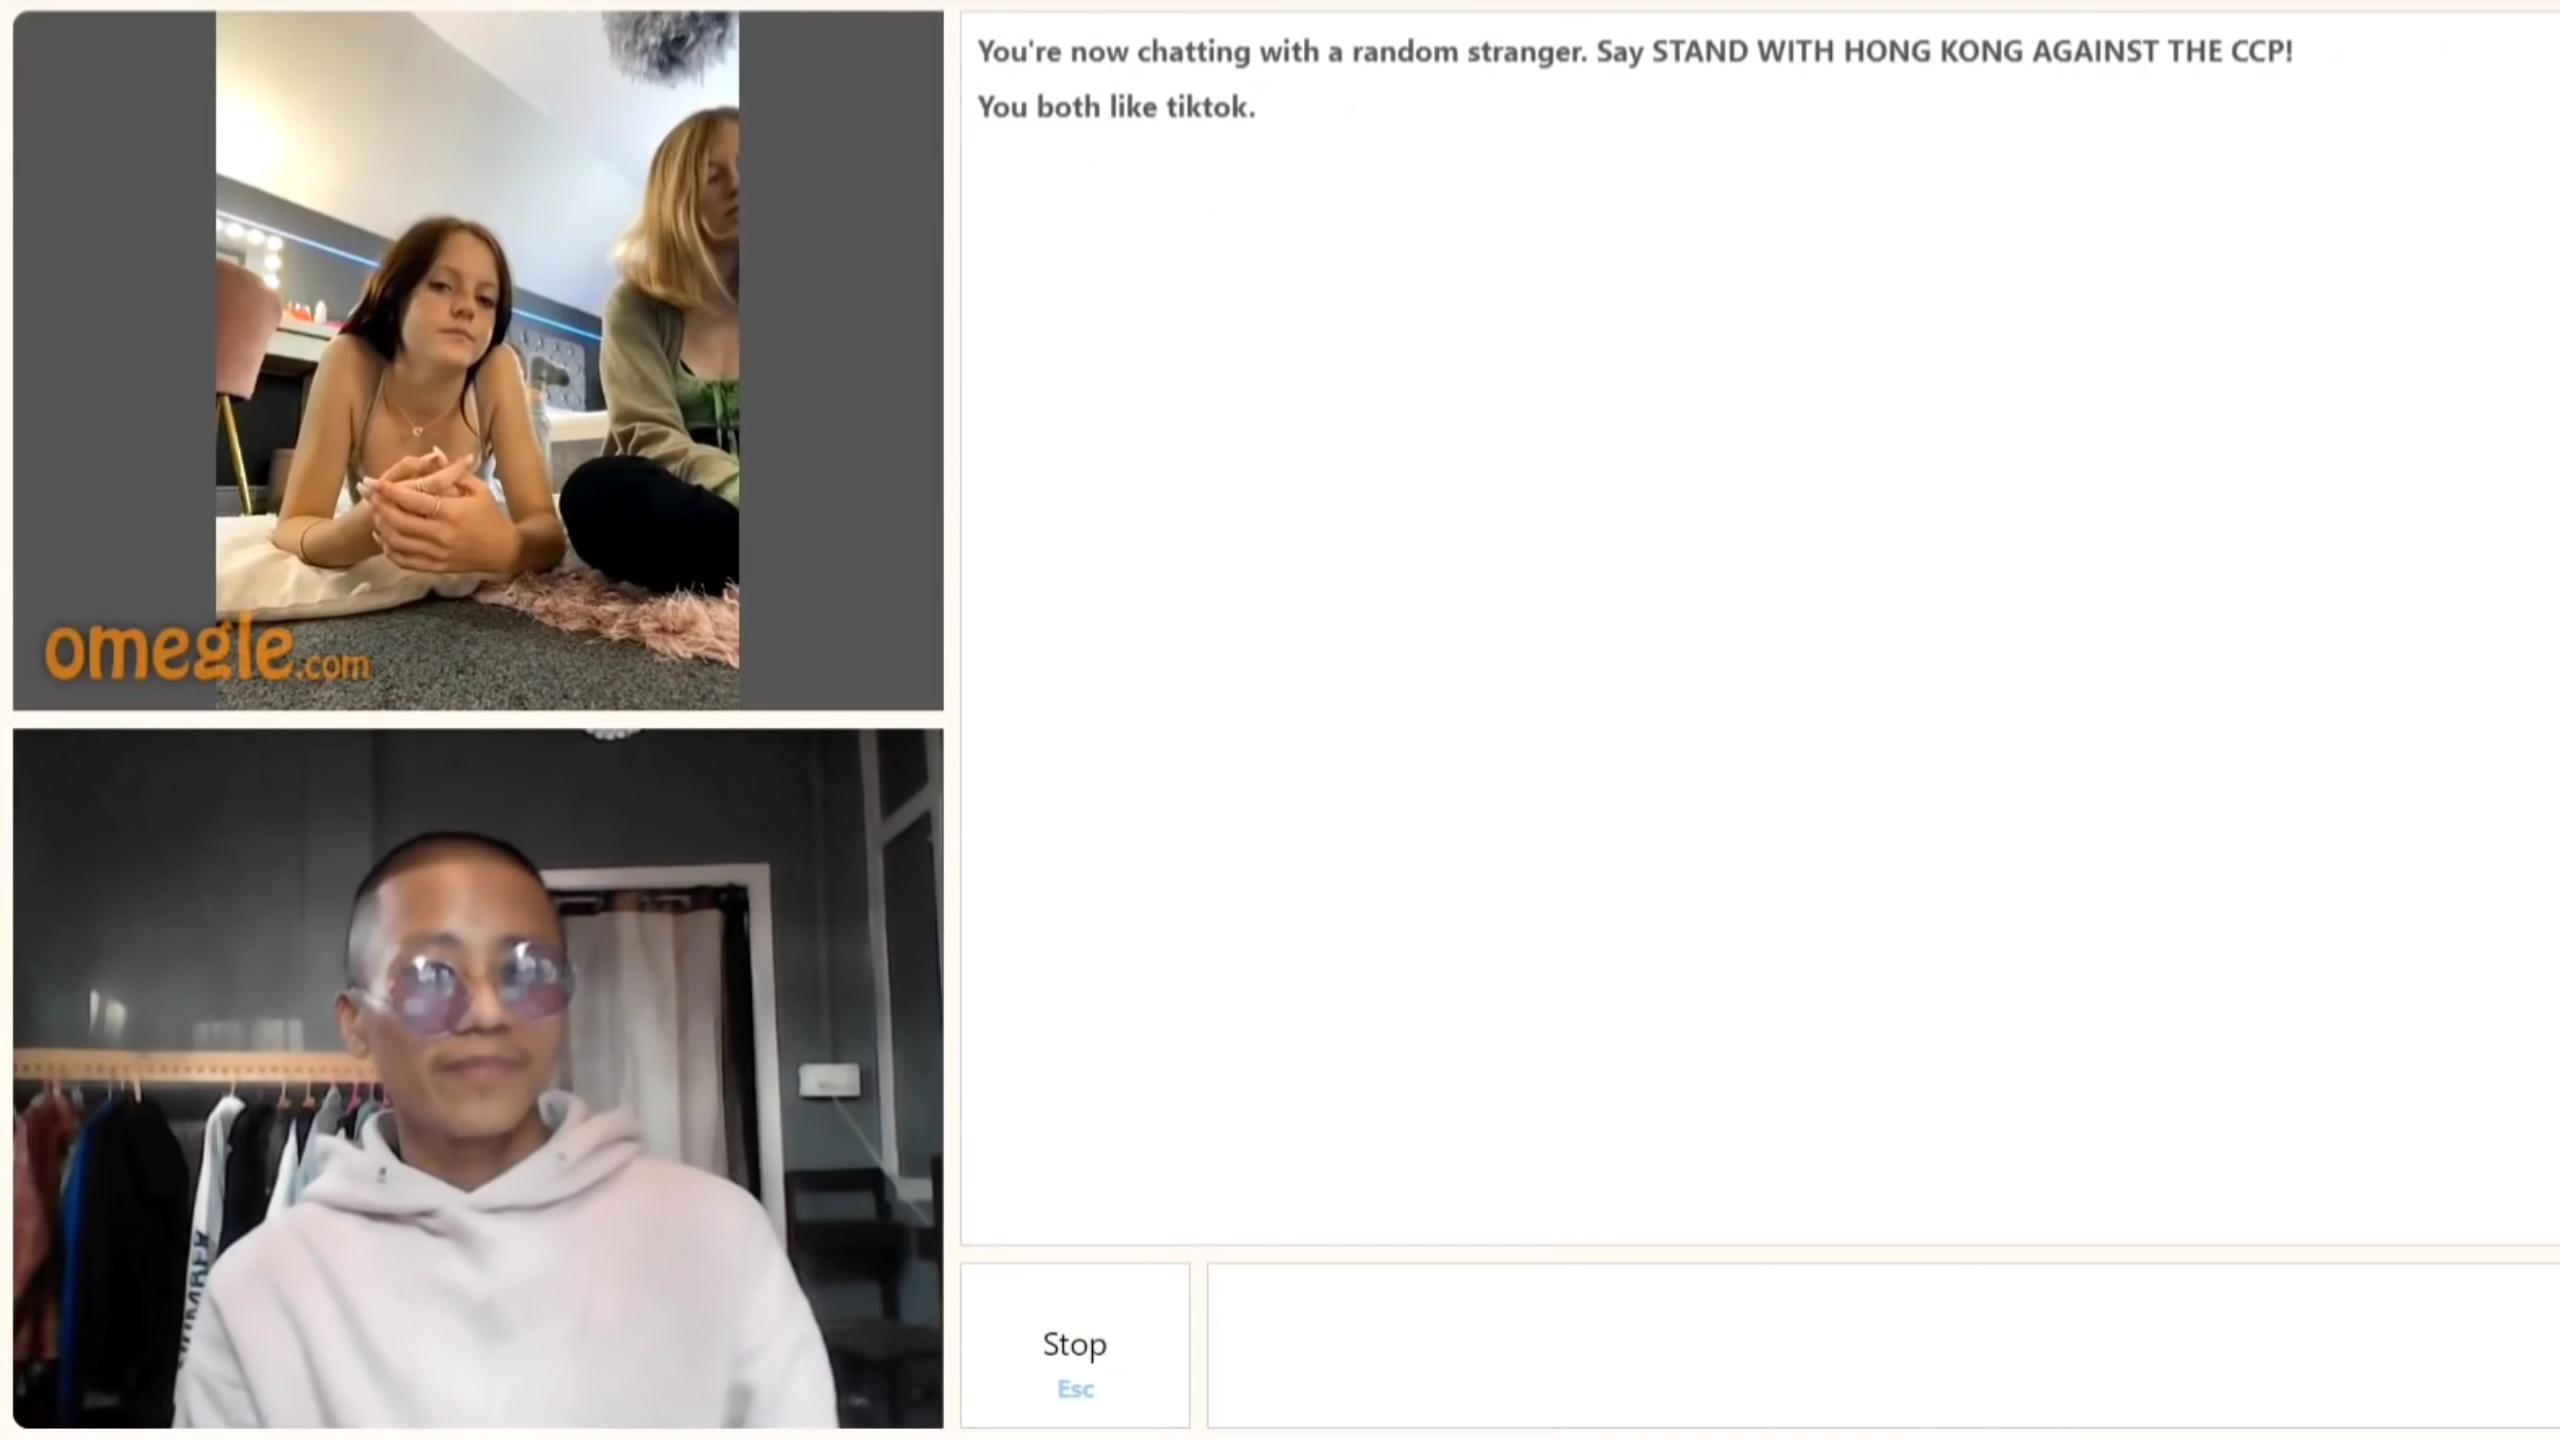 You're now chatting with a random stranger. Say STAND WITH HONG KONG AGAINST THE CCP!
You both like tiktok.
omegle.com
Stop
Esc